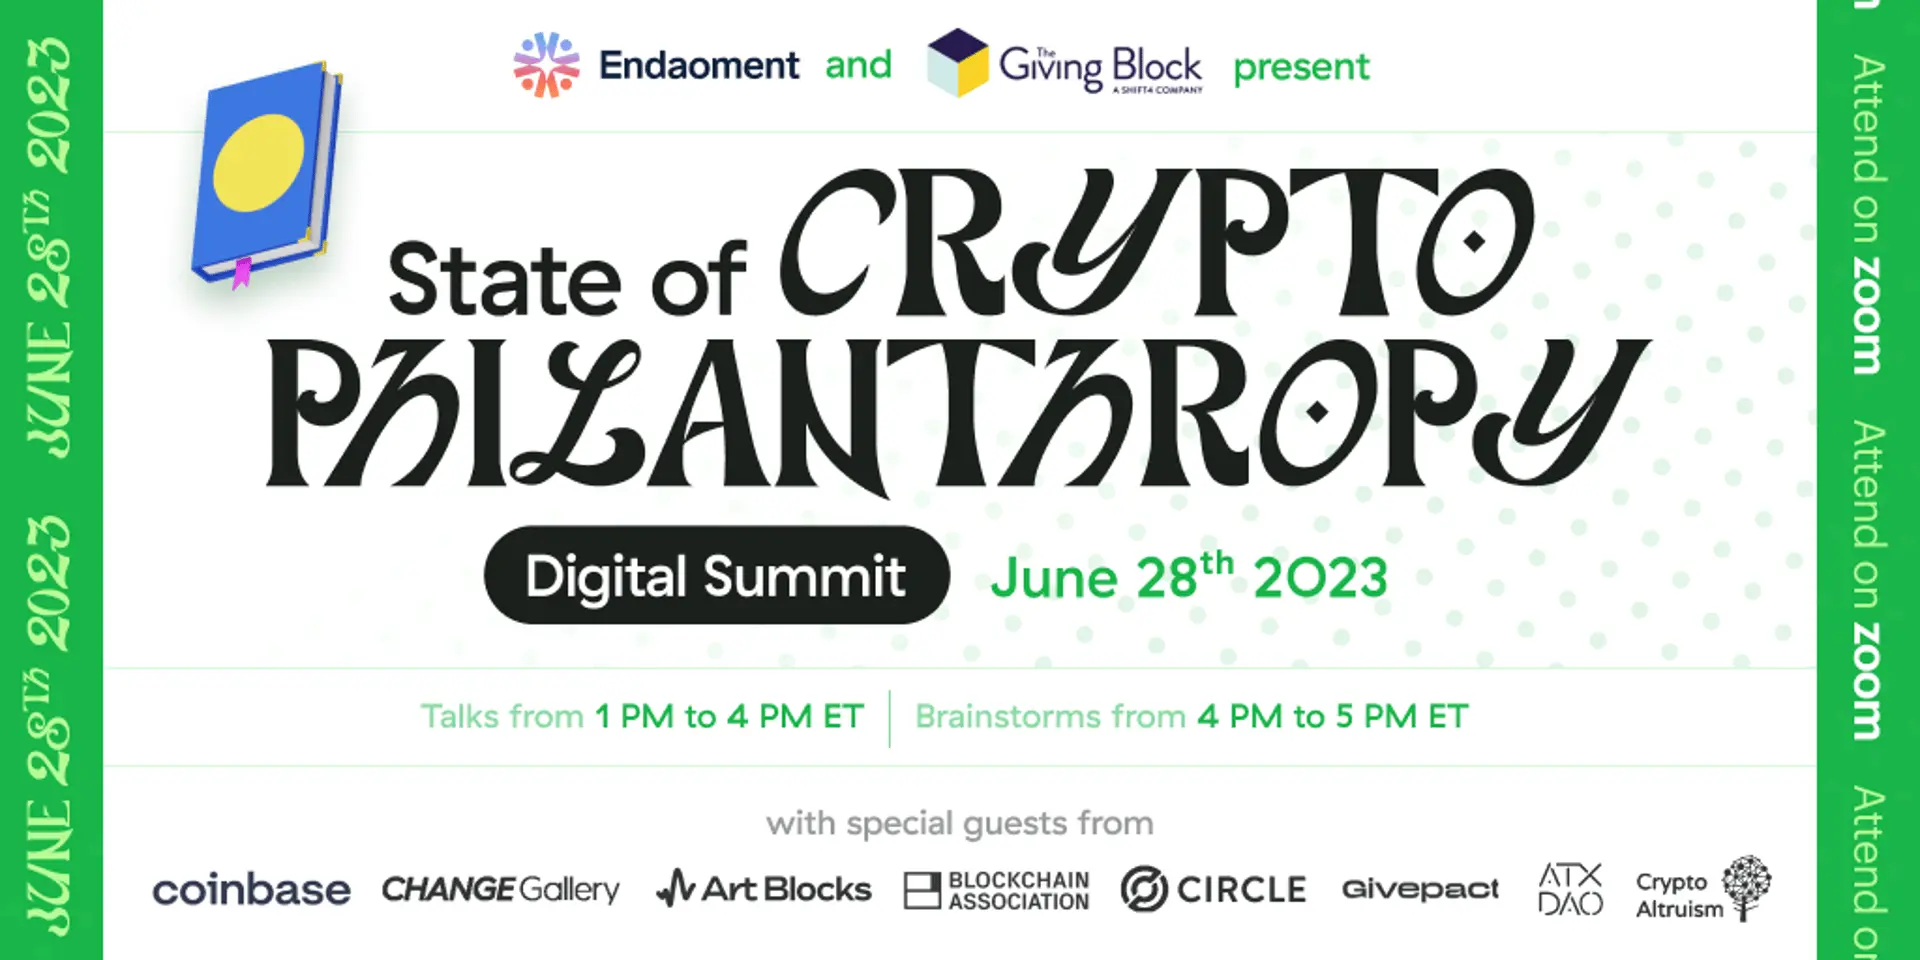 Endaoment and The Giving Block A SHIFT4 COMPANY present
State of CRYPTO
PHILANTHROPY
Digital Summit June 28th 2023
Talks from 1 PM to 4 PM ET Brainstorms from 4 PM to 5 PM ET
with special guests from
coinbase CHANGE Gallery Art Blocks BLOCKCHAIN ASSOCIATION CIRCLE Givepact ATX DAO Crypto Altruism
JUNE 28TH 2023 JUNE 28TH 2023
m Attend on zoom Attend on zoom Attend on